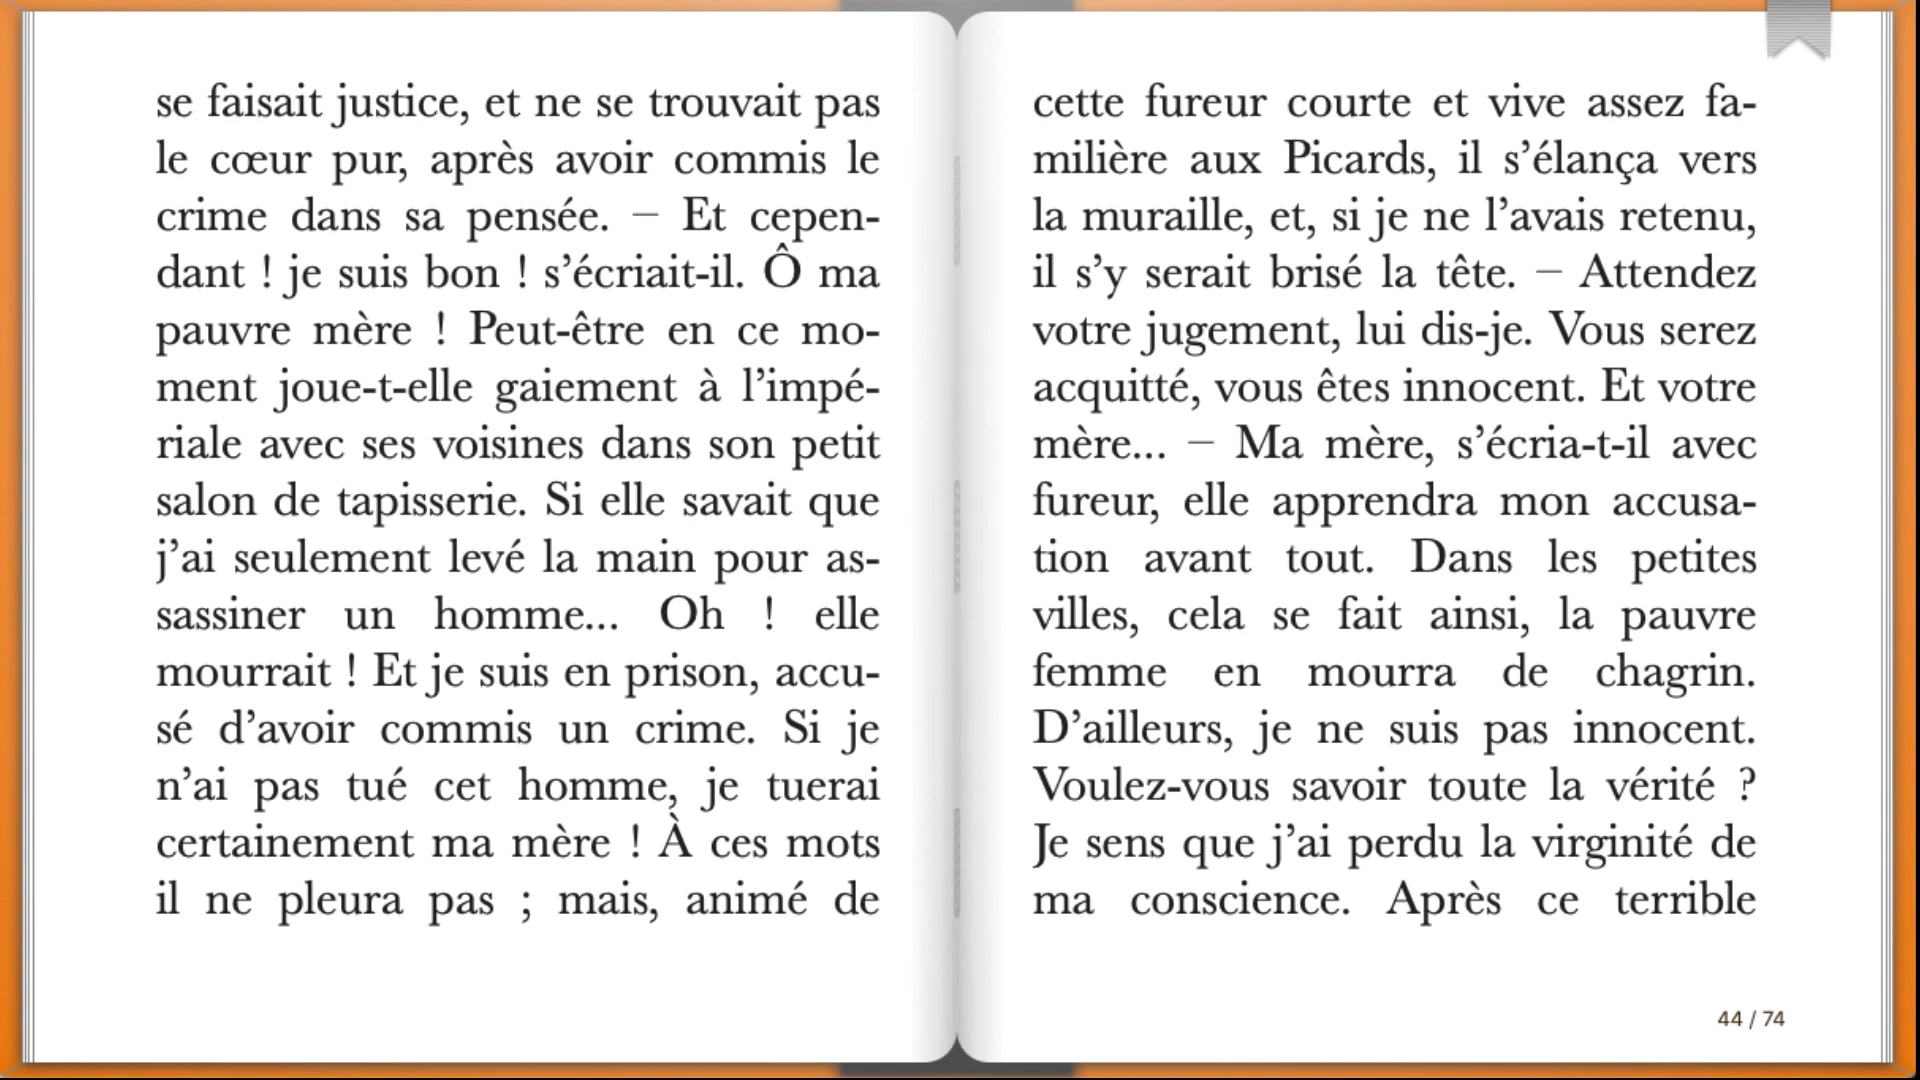 se faisait justice, et ne se trouvait pas
le cœur pur, après avoir commis le
crime dans sa pensée. – Et cepen-
dant ! je suis bon ! s’écriait-il. Ô ma
pauvre mère ! Peut-être en ce mo-
ment joue-t-elle gaiement à l’impé-
riale avec ses voisines dans son petit
salon de tapisserie. Si elle savait que
j’ai seulement levé la main pour as-
sassiner un homme... Oh ! elle
mourrait ! Et je suis en prison, accu-
sé d’avoir commis un crime. Si je
n’ai pas tué cet homme, je tuerai
certainement ma mère ! À ces mots
il ne pleura pas ; mais, animé de
cette fureur courte et vive assez fa-
milière aux Picards, il s’élança vers
la muraille, et, si je ne l’avais retenu,
il s’y serait brisé la tête. – Attendez
votre jugement, lui dis-je. Vous serez
acquitté, vous êtes innocent. Et votre
mère... – Ma mère, s’écria-t-il avec
fureur, elle apprendra mon accusa-
tion avant tout. Dans les petites
villes, cela se fait ainsi, la pauvre
femme en mourra de chagrin.
D’ailleurs, je ne suis pas innocent.
Voulez-vous savoir toute la vérité ?
Je sens que j’ai perdu la virginité de
ma conscience. Après ce terrible
44 / 74